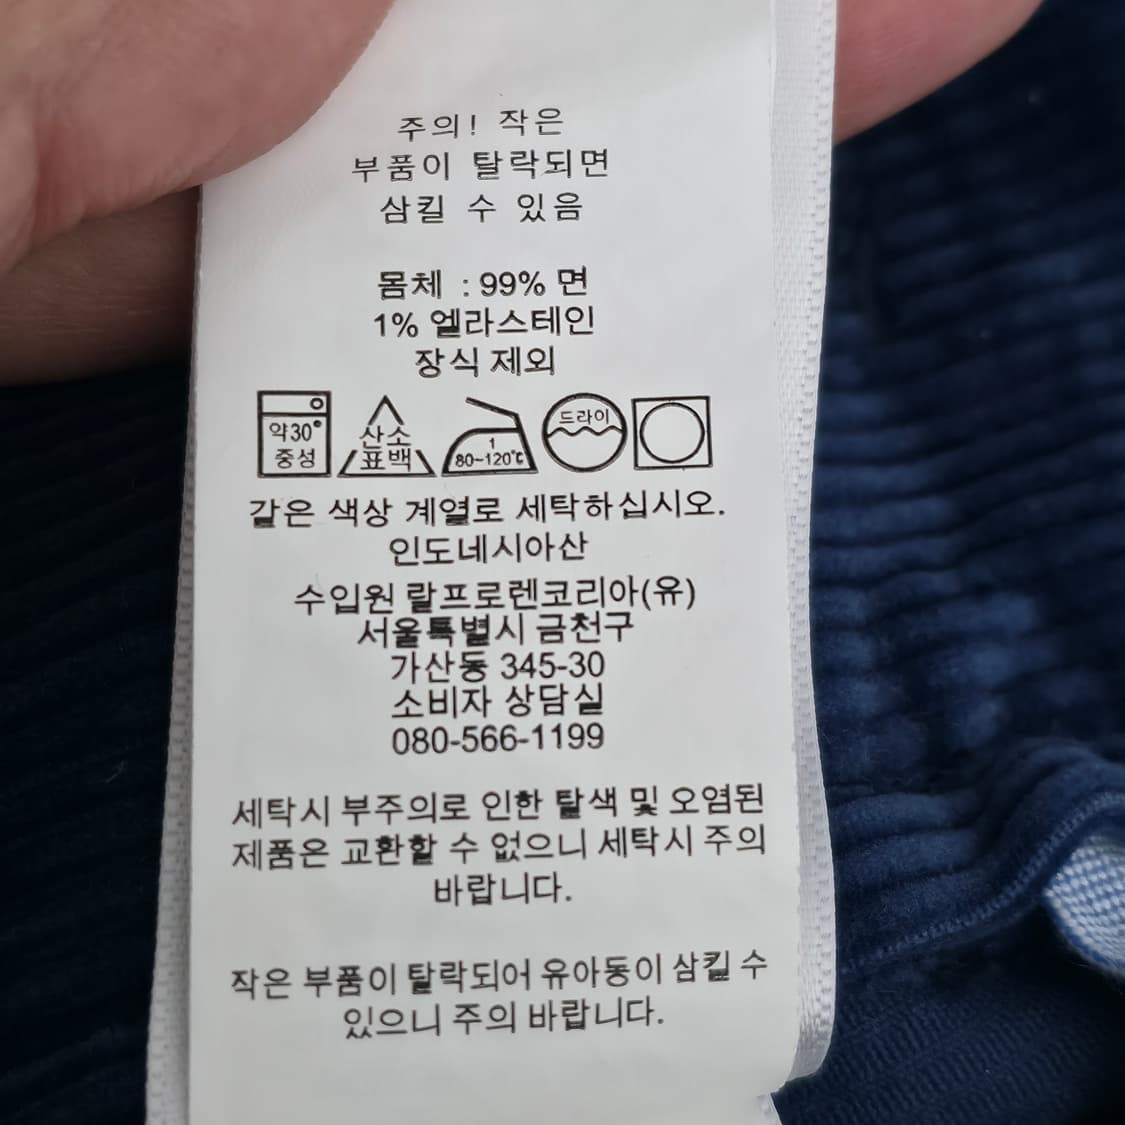 주의! 작은
부품이 탈락되면
삼킬 수 있음
몸체 : 99% 면
1% 엘라스테인
장식 제외
약30°
중성
산소
표백
1
80~120℃
드라이
같은 색상 계열로 세탁하십시오.
인도네시아산
수입원 랄프로렌코리아(유)
서울특별시 금천구
가산동 345-30
소비자 상담실
080-566-1199
세탁시 부주의로 인한 탈색 및 오염된
제품은 교환할 수 없으니 세탁시 주의
바랍니다.
작은 부품이 탈락되어 유아동이 삼킬 수
있으니 주의 바랍니다.